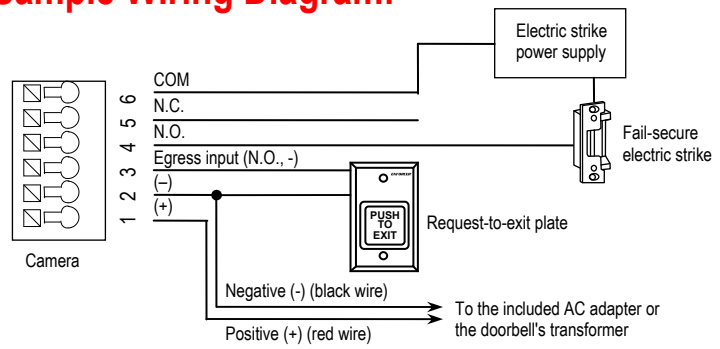 Sample Wiring Diagram:
Electric strike
power supply
COM
6
N.C.
5
N.O.
4
Fail-secure
electric strike
Egress input (N.O., -)
3
(–)
2
(+)
1
ENFORCER
PUSH
TO
EXIT
Request-to-exit plate
Camera
Negative (-) (black wire)
Positive (+) (red wire)
To the included AC adapter or
the doorbell's transformer